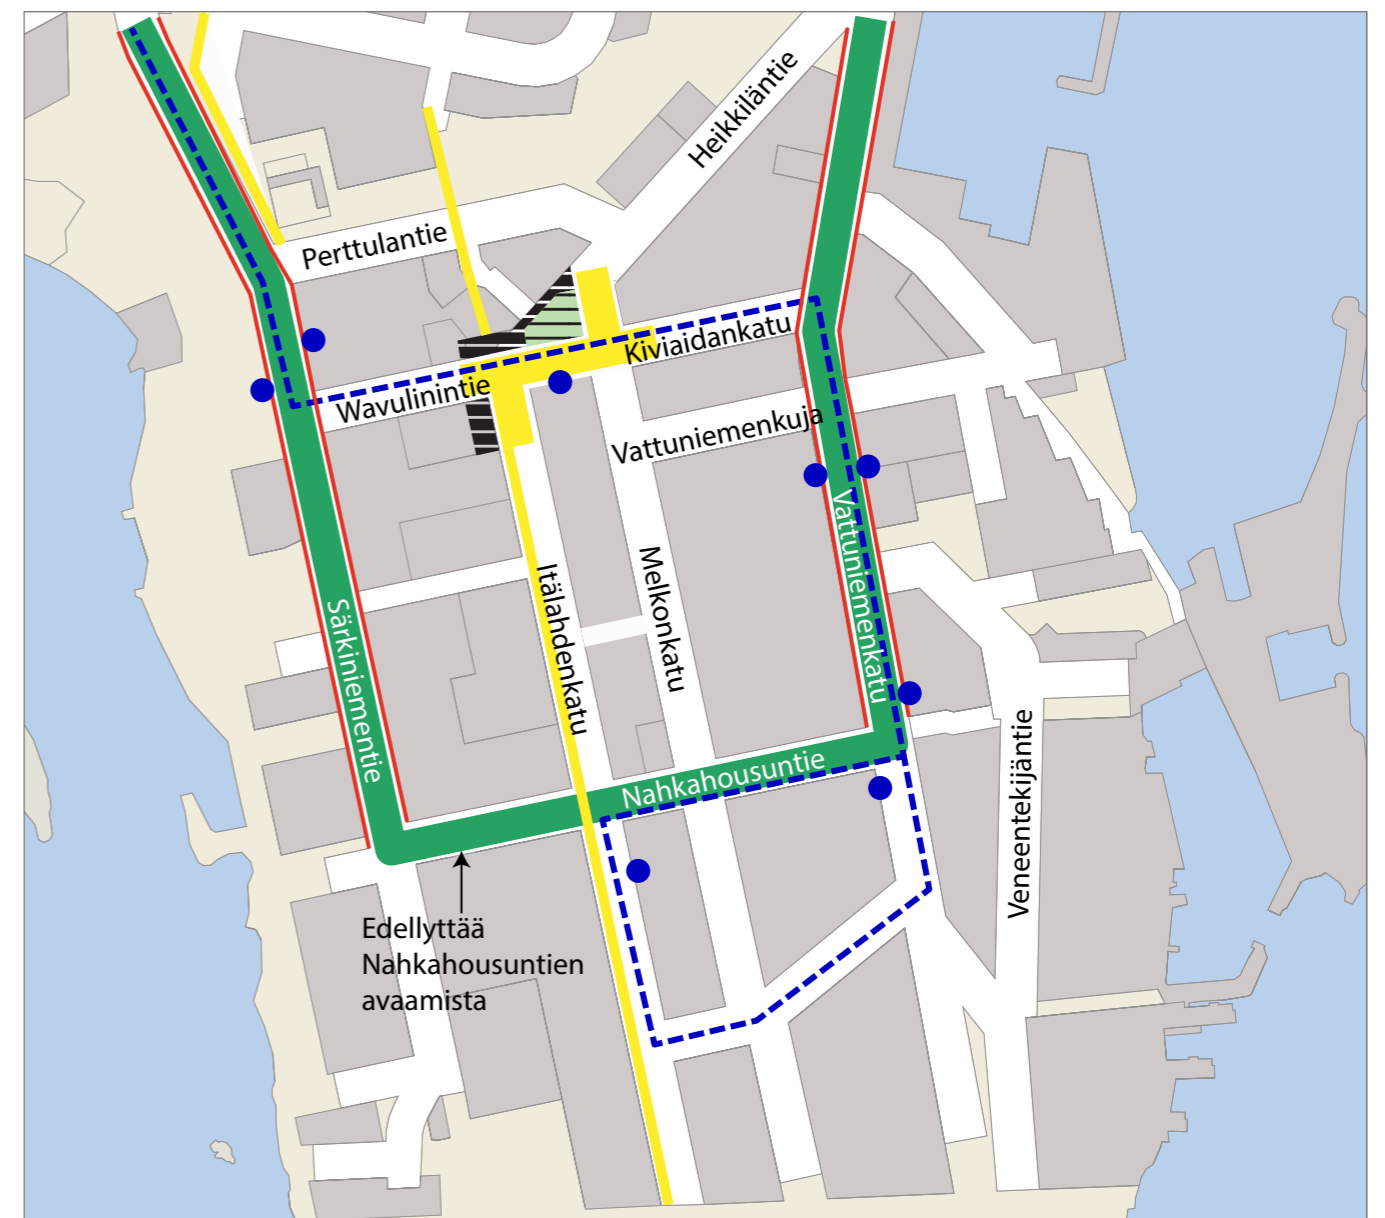 Heikkiläntie
Perttulantie
Kiviaidankatu
Wavulinintie
Vattuniemenkuja
Vattuniemenkatu
Melkonkatu
Itälahdenkatu
Särkiniementie
Nahkahousuntie
Veneentekijäntie
Edellyttää
Nahkahousuntien
avaamista